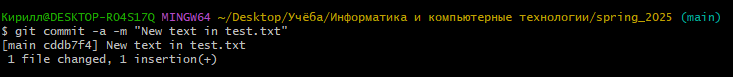 Кирилл@DESKTOP-RO4S17Q MINGW64 ~/Desktop/Учёба/Информатика и компьютерные технологии/spring_2025 (main)
$ git commit -a -m "New text in test.txt"
[main cddb7f4] New text in test.txt
 1 file changed, 1 insertion(+)